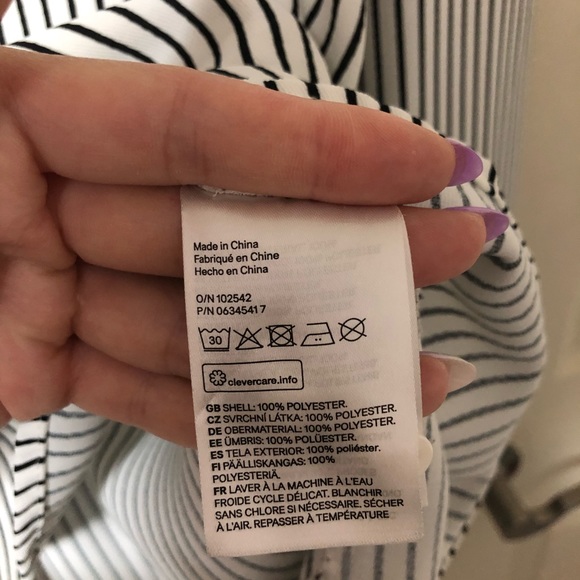 Made in China
Fabriqué en Chine
Hecho en China
O/N 102542
P/N 06345417
30
clevercare.info
GB SHELL: 100% POLYESTER.
CZ SVRCHNÍ LÁTKA: 100% POLYESTER.
DE OBERMATERIAL: 100% POLYESTER.
EE ÜMBRIS: 100% POLÜESTER.
ES TELA EXTERIOR: 100% poliéster.
FI PÄÄLLISKANGAS: 100%
POLYESTERIÄ.
FR LAVER À LA MACHINE À L'EAU
FROIDE CYCLE DÉLICAT. BLANCHIR
SANS CHLORE SI NÉCESSAIRE. SÉCHER
À L'AIR. REPASSER À TEMPÉRATURE